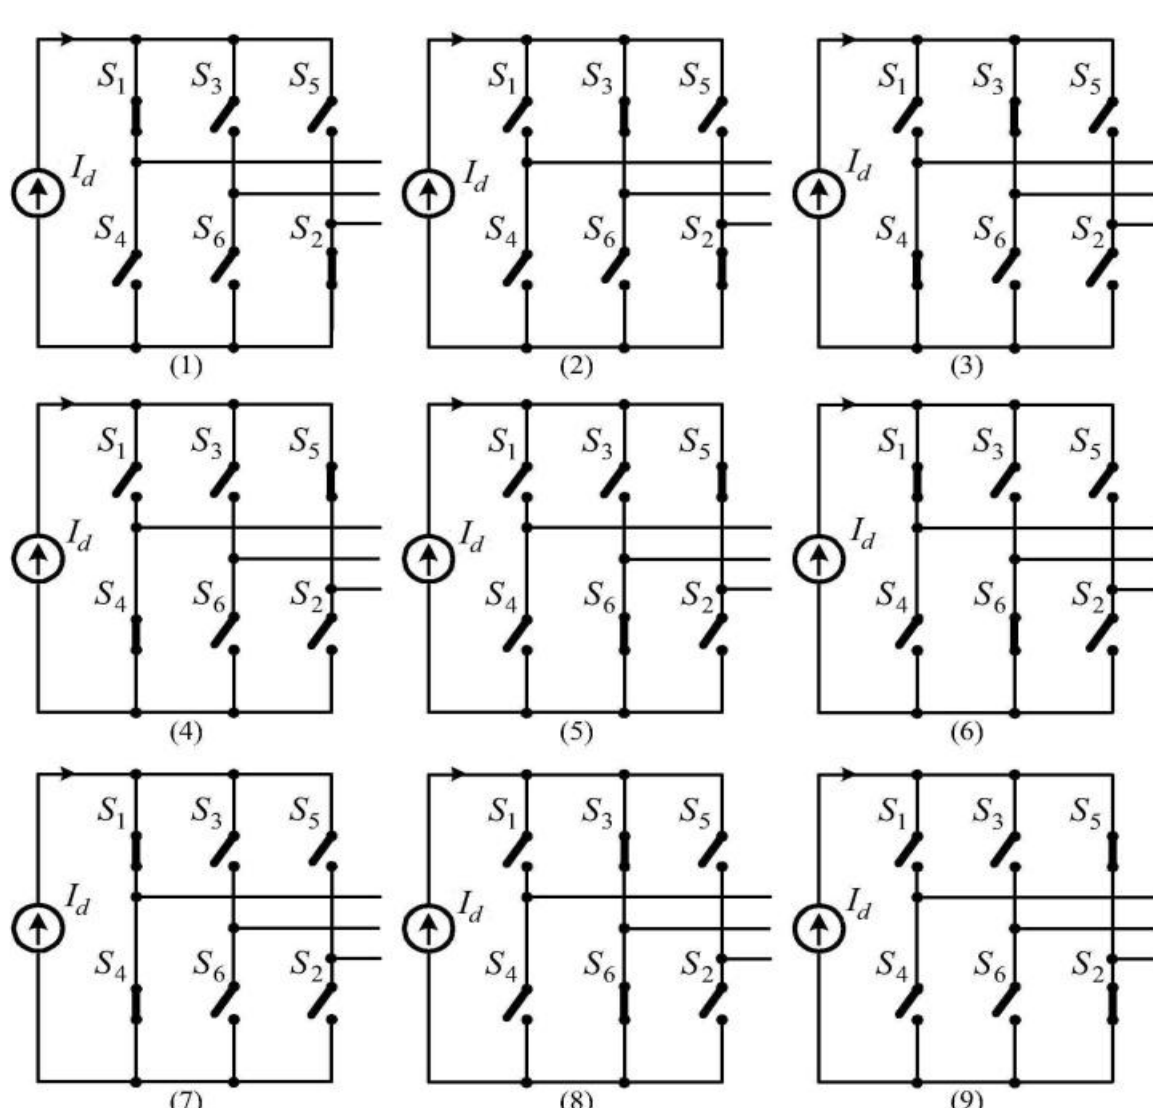 S1 S3 S5 S1 S3 S5 S1 S3 S5
Id Id Id
S4 S6 S2 S4 S6 S2 S4 S6 S2
(1) (2) (3)
S1 S3 S5 S1 S3 S5 S1 S3 S5
Id Id Id
S4 S6 S2 S4 S6 S2 S4 S6 S2
(4) (5) (6)
S1 S3 S5 S1 S3 S5 S1 S3 S5
Id Id Id
S4 S6 S2 S4 S6 S2 S4 S6 S2
(7) (8) (9)